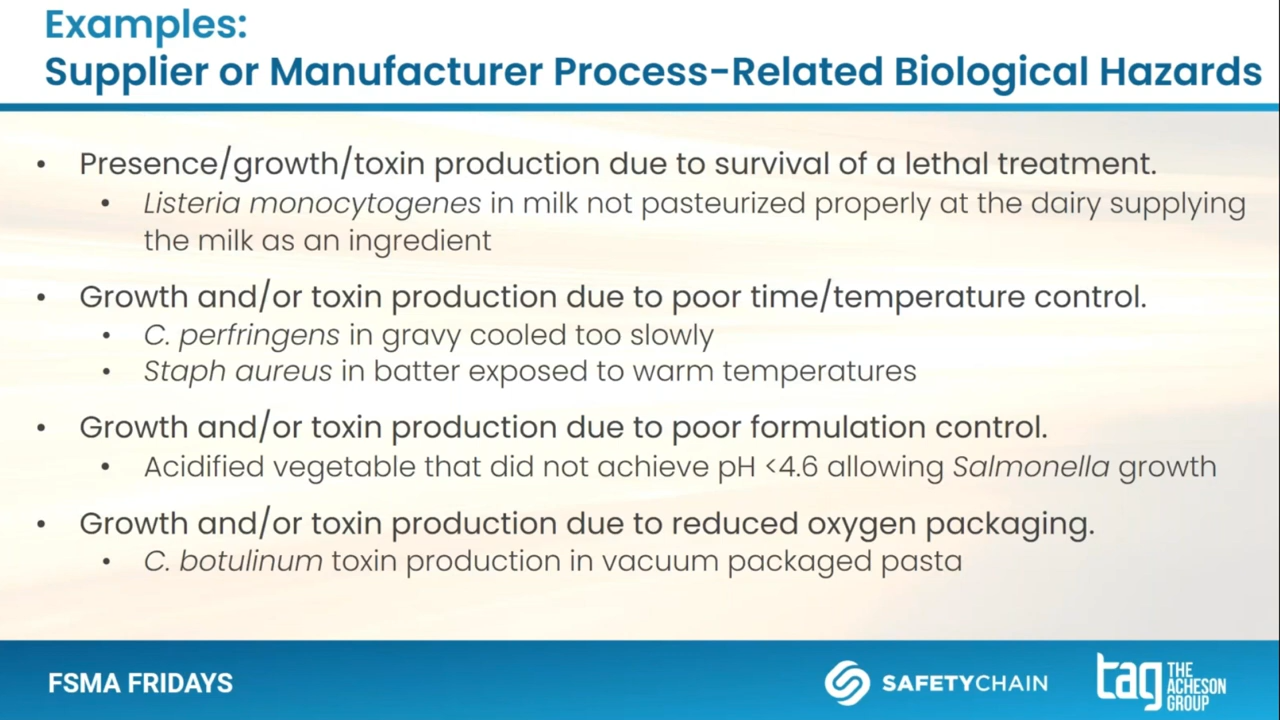 Examples:
Supplier or Manufacturer Process-Related Biological Hazards
• Presence/growth/toxin production due to survival of a lethal treatment.
• Listeria monocytogenes in milk not pasteurized properly at the dairy supplying
the milk as an ingredient
• Growth and/or toxin production due to poor time/temperature control.
• C. perfringens in gravy cooled too slowly
• Staph aureus in batter exposed to warm temperatures
• Growth and/or toxin production due to poor formulation control.
• Acidified vegetable that did not achieve pH <4.6 allowing Salmonella growth
• Growth and/or toxin production due to reduced oxygen packaging.
• C. botulinum toxin production in vacuum packaged pasta
FSMA FRIDAYS
SAFETYCHAIN
tag THE
ACHESON
GROUP